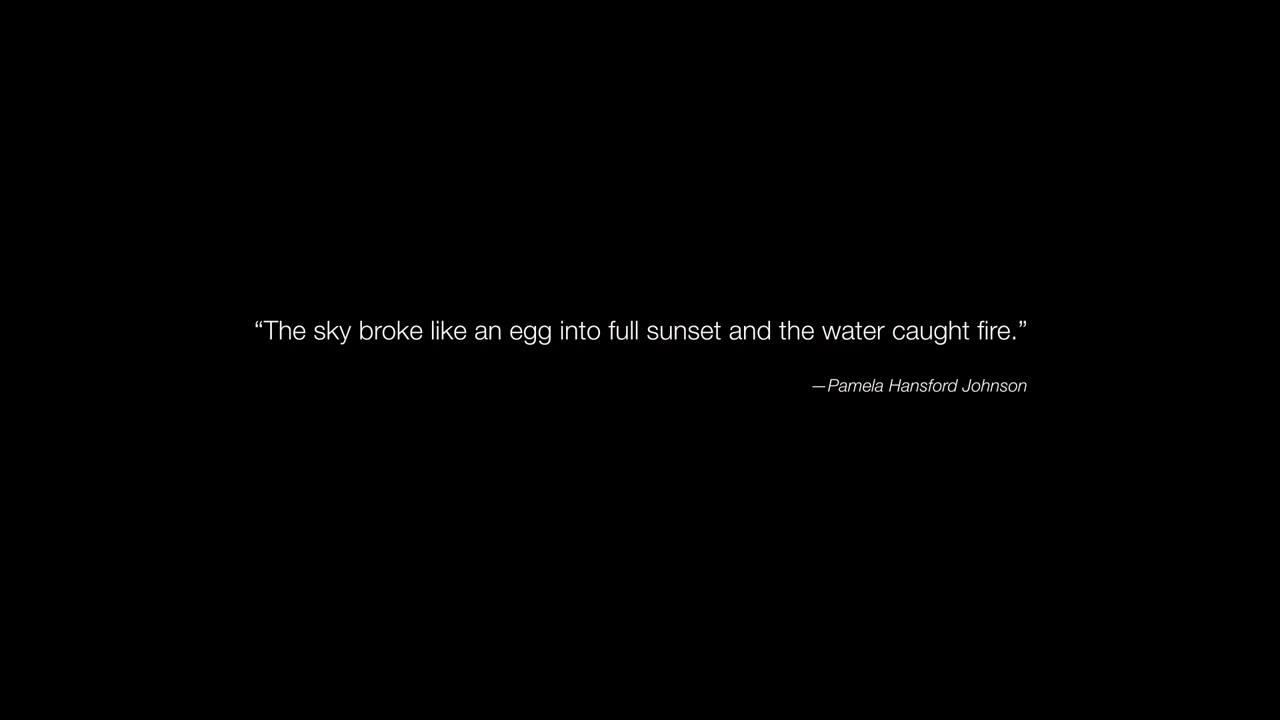 “The sky broke like an egg into full sunset and the water caught fire.”
—Pamela Hansford Johnson